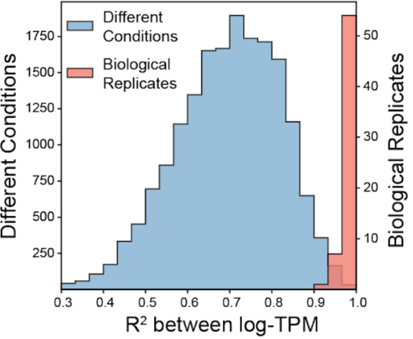 Different
Conditions
Biological
Replicates
Different Conditions
1750
1500
1250
1000
750
500
250
50
40
30
20
10
Biological Replicates
0.3 0.4 0.5 0.6 0.7 0.8 0.9 1.0
R² between log-TPM